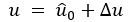 u = û₀ + Δu